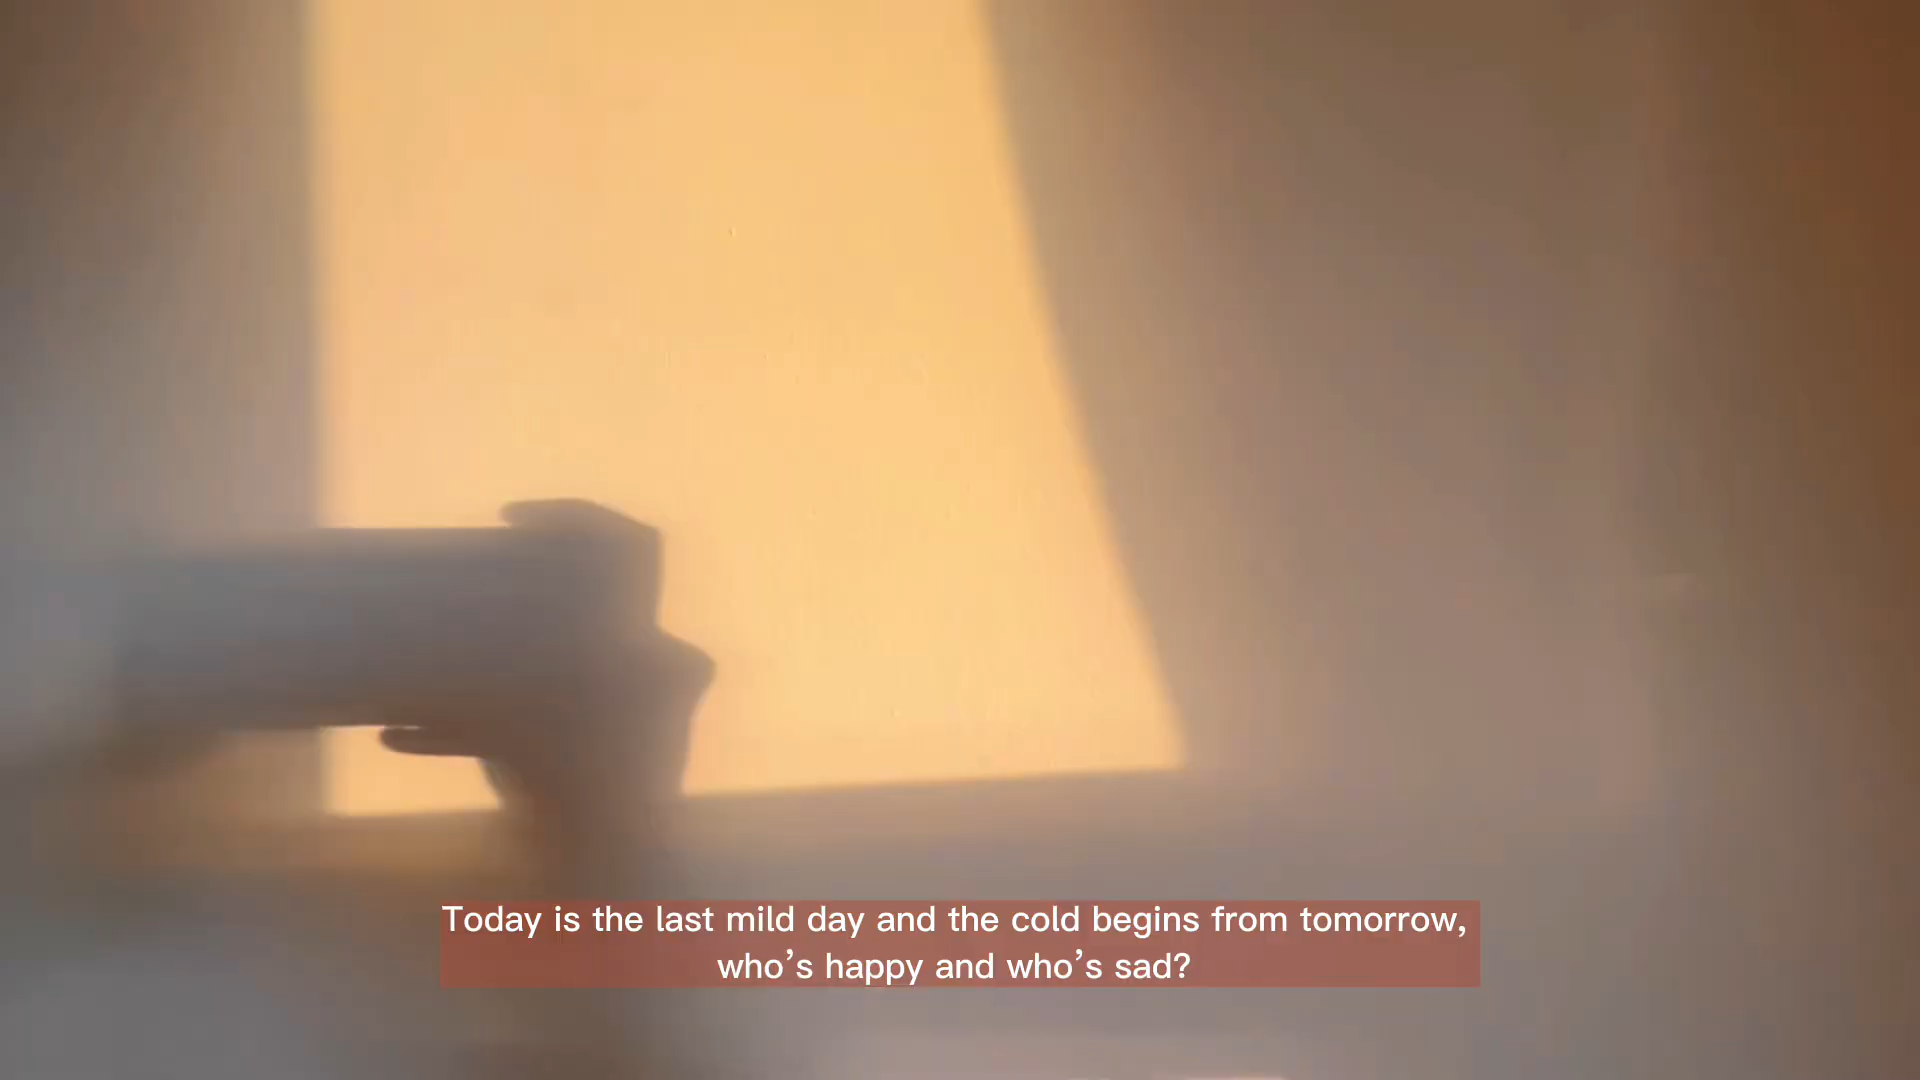 Today is the last mild day and the cold begins from tomorrow,
who's happy and who's sad?